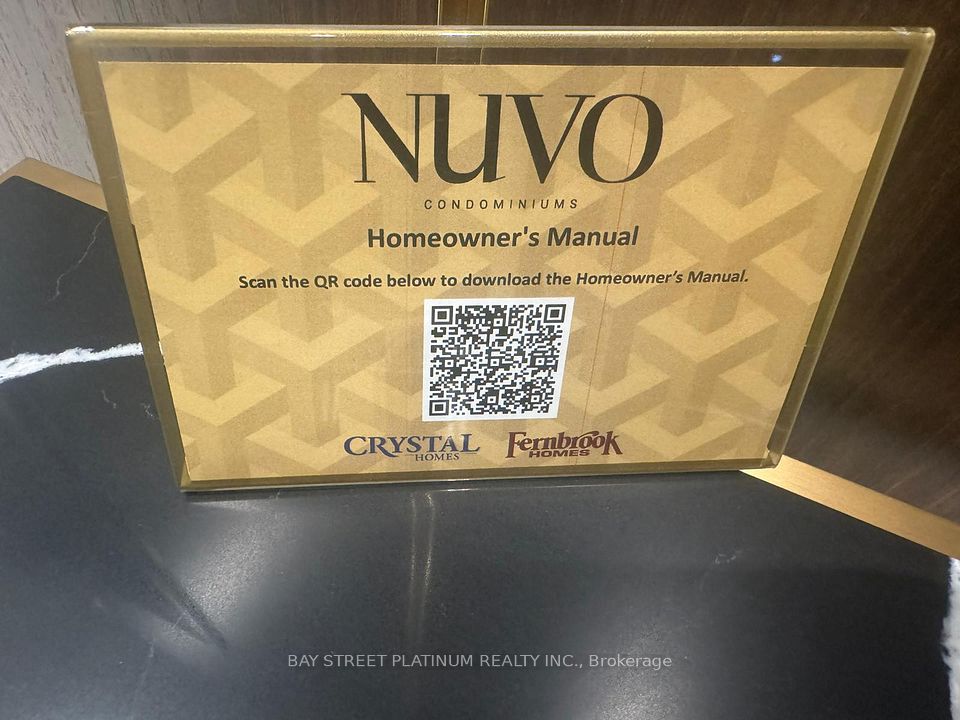 NUVO
CONDOMINIUMS
Homeowner's Manual
Scan the QR code below to download the Homeowner’s Manual.
CRYSTAL Fernbrook
HOMES HOMES
BAY STREET PLATINUM REALTY INC., Brokerage